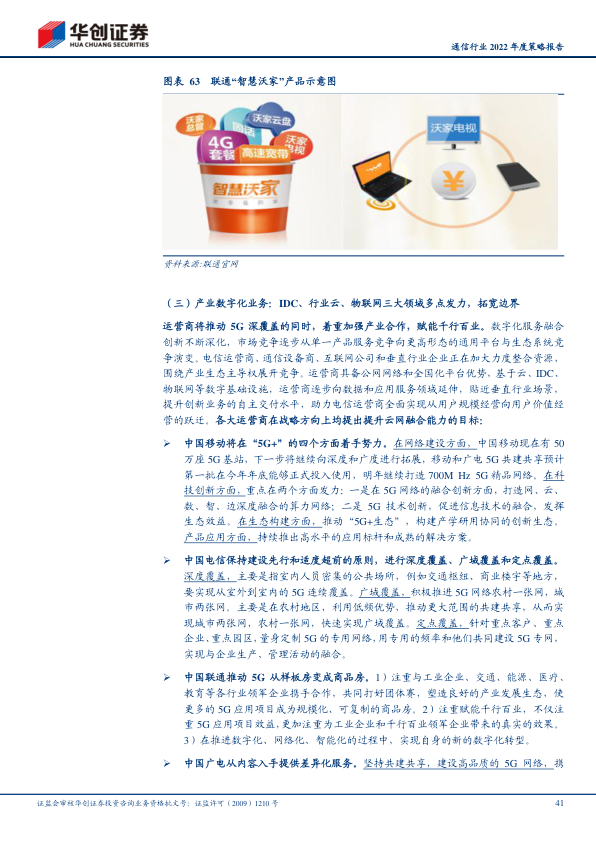 华创证券
HUA CHUANG SECURITIES
通信行业 2022 年度策略报告
图表 63 联通“智慧沃家”产品示意图
沃家总管
沃家云盘
沃家电视
4G套餐
高速宽带
智慧沃家
沃家电视
¥
资料来源:联通官网
（三）产业数字化业务：IDC、行业云、物联网三大领域多点发力，拓宽边界
运营商将推动 5G 深覆盖的同时，着重加强产业合作，赋能千行百业。数字化服务融合
创新不断深化，市场竞争逐步从单一产品服务竞争向更高形态的通用平台与生态系统竞
争演变。电信运营商、通信设备商、互联网公司和垂直行业企业正在加大力度整合资源，
围绕产业生态主导权展开竞争。运营商具备公网网络和全国化平台优势，基于云、IDC、
物联网等数字基础设施，运营商逐步向数据和应用服务领域延伸，贴近垂直行业场景，
提升创新业务的自主交付水平，助力电信运营商全面实现从用户规模经营向用户价值经
营的跃迁。各大运营商在战略方向上均提出提升云网融合能力的目标：
➢ 中国移动将在“5G+”的四个方面着手努力。在网络建设方面，中国移动现在有 50
万座 5G 基站，下一步将继续向深度和广度进行拓展，移动和广电 5G 共建共享预计
第一批在今年年底能够正式投入使用，明年继续打造 700M Hz 5G 精品网络。在科
技创新方面，重点在两个方面发力：一是在 5G 网络的融合创新方面，打造网、云、
数、智、边深度融合的算力网络；二是 5G 技术创新，促进信息技术的融合，发挥
生态效益。在生态构建方面，推动“5G+生态”，构建产学研用协同的创新生态。
产品应用方面，持续推出高水平的应用标杆和成熟的解决方案。
➢ 中国电信保持建设先行和适度超前的原则，进行深度覆盖、广域覆盖和定点覆盖。
深度覆盖，主要是指室内人员密集的公共场所，例如交通枢纽、商业楼宇等地方，
要实现从室外到室内的 5G 连续覆盖。广域覆盖，积极推进 5G 网络农村一张网，城
市两张网。主要是在农村地区，利用低频优势，推动更大范围的共建共享，从而实
现城市两张网，农村一张网，快速实现广域覆盖。定点覆盖，针对重点客户、重点
企业、重点园区，量身定制 5G 的专用网络，用专用的频率和他们共同建设 5G 专网，
实现与企业生产、管理活动的融合。
➢ 中国联通推动 5G 从样板房变成商品房。1）注重与工业企业、交通、能源、医疗、
教育等各行业领军企业携手合作，共同打好团体赛，塑造良好的产业发展生态，使
更多的 5G 应用项目成为规模化、可复制的商品房。2）注重赋能千行百业，不仅注
重 5G 应用项目效益，更加注重为工业企业和千行百业领军企业带来的真实的效果。
3）在推进数字化、网络化、智能化的过程中，实现自身的新的数字化转型。
➢ 中国广电从内容入手提供差异化服务。坚持共建共享，建设高品质的 5G 网络，携
证监会审核华创证券投资咨询业务资格批文号：证监许可（2009）1210 号
41